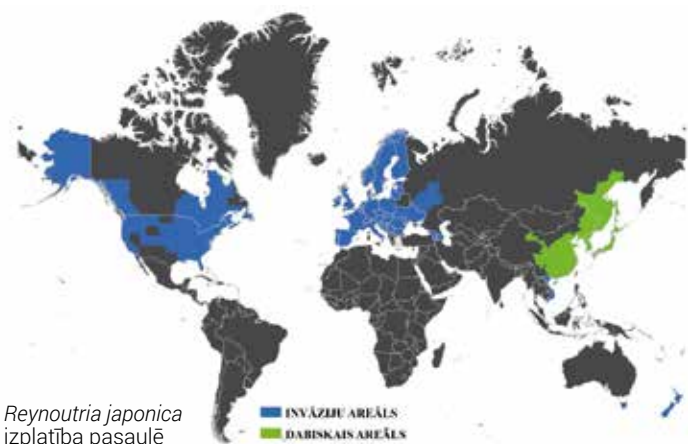 Reynoutria japonica
izplatība pasaulē
INVĀZIJU AREĀLS
DABISKAIS AREĀLS